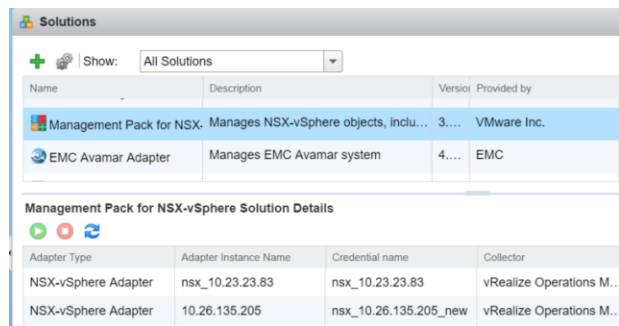 Solutions
Show: All Solutions
Name Description Version Provided by
Management Pack for NSX- Manages NSX-vSphere objects, inclu... 3.... VMware Inc.
EMC Avamar Adapter Manages EMC Avamar system 4.... EMC
Management Pack for NSX-vSphere Solution Details
Adapter Type Adapter Instance Name Credential name Collector
NSX-vSphere Adapter nsx_10.23.23.83 nsx_10.23.23.83 vRealize Operations M...
NSX-vSphere Adapter 10.26.135.205 nsx_10.26.135.205_new vRealize Operations M...